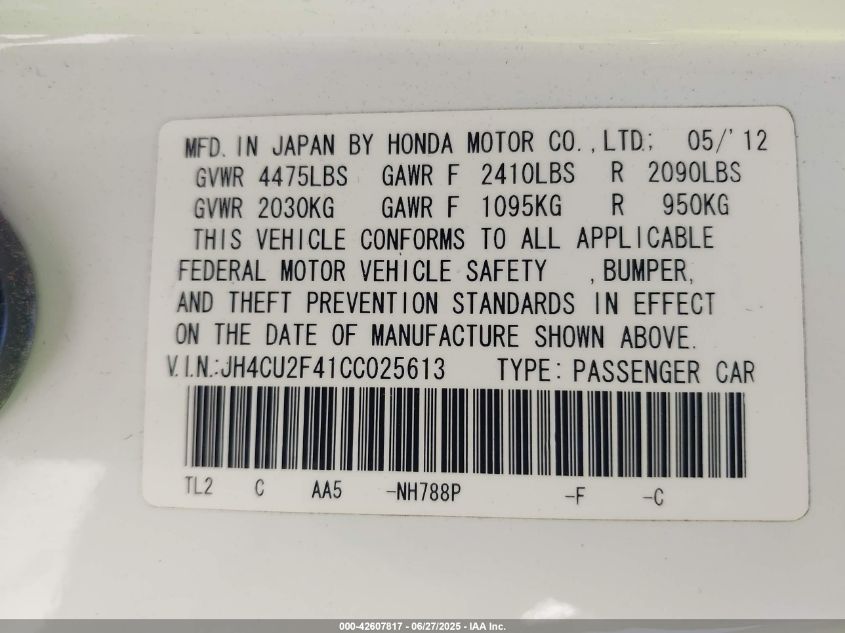 MFD. IN JAPAN BY HONDA MOTOR CO.,LTD; 05/'12
GVWR 4475LBS GAWR F 2410LBS R 2090LBS
GVWR 2030KG GAWR F 1095KG R 950KG
THIS VEHICLE CONFORMS TO ALL APPLICABLE
FEDERAL MOTOR VEHICLE SAFETY ,BUMPER,
AND THEFT PREVENTION STANDARDS IN EFFECT
ON THE DATE OF MANUFACTURE SHOWN ABOVE.
V.I.N.:JH4CU2F41CC025613 TYPE:PASSENGER CAR
TL2 C AA5 -NH788P -F -C
000-42607817 - 06/27/2025 - IAA Inc.